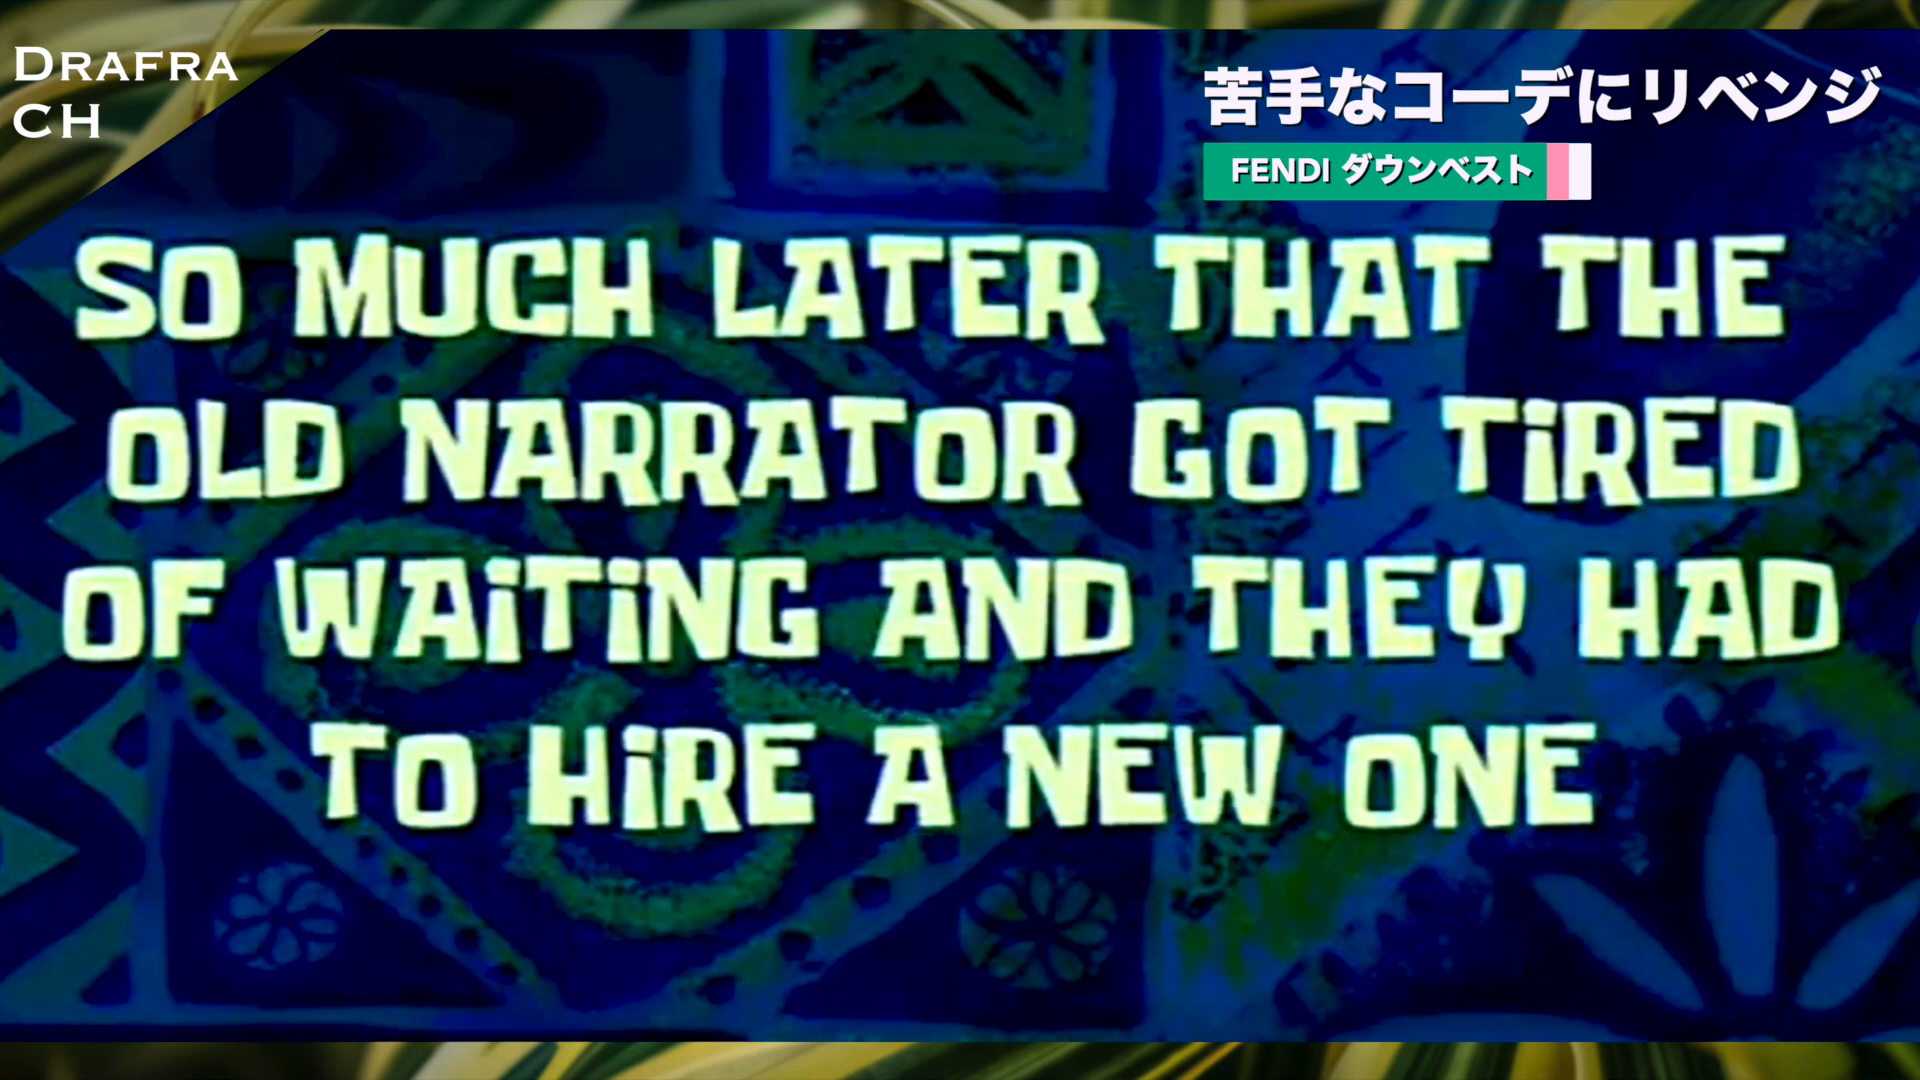 DRAFRA
CH
苦手なコーデにリベンジ
FENDI ダウンベスト
SO MUCH LATER THAT THE
OLD NARRATOR GOT TiRED
OF WAiTiNG AND THEY HAD
TO HiRE A NEW ONE